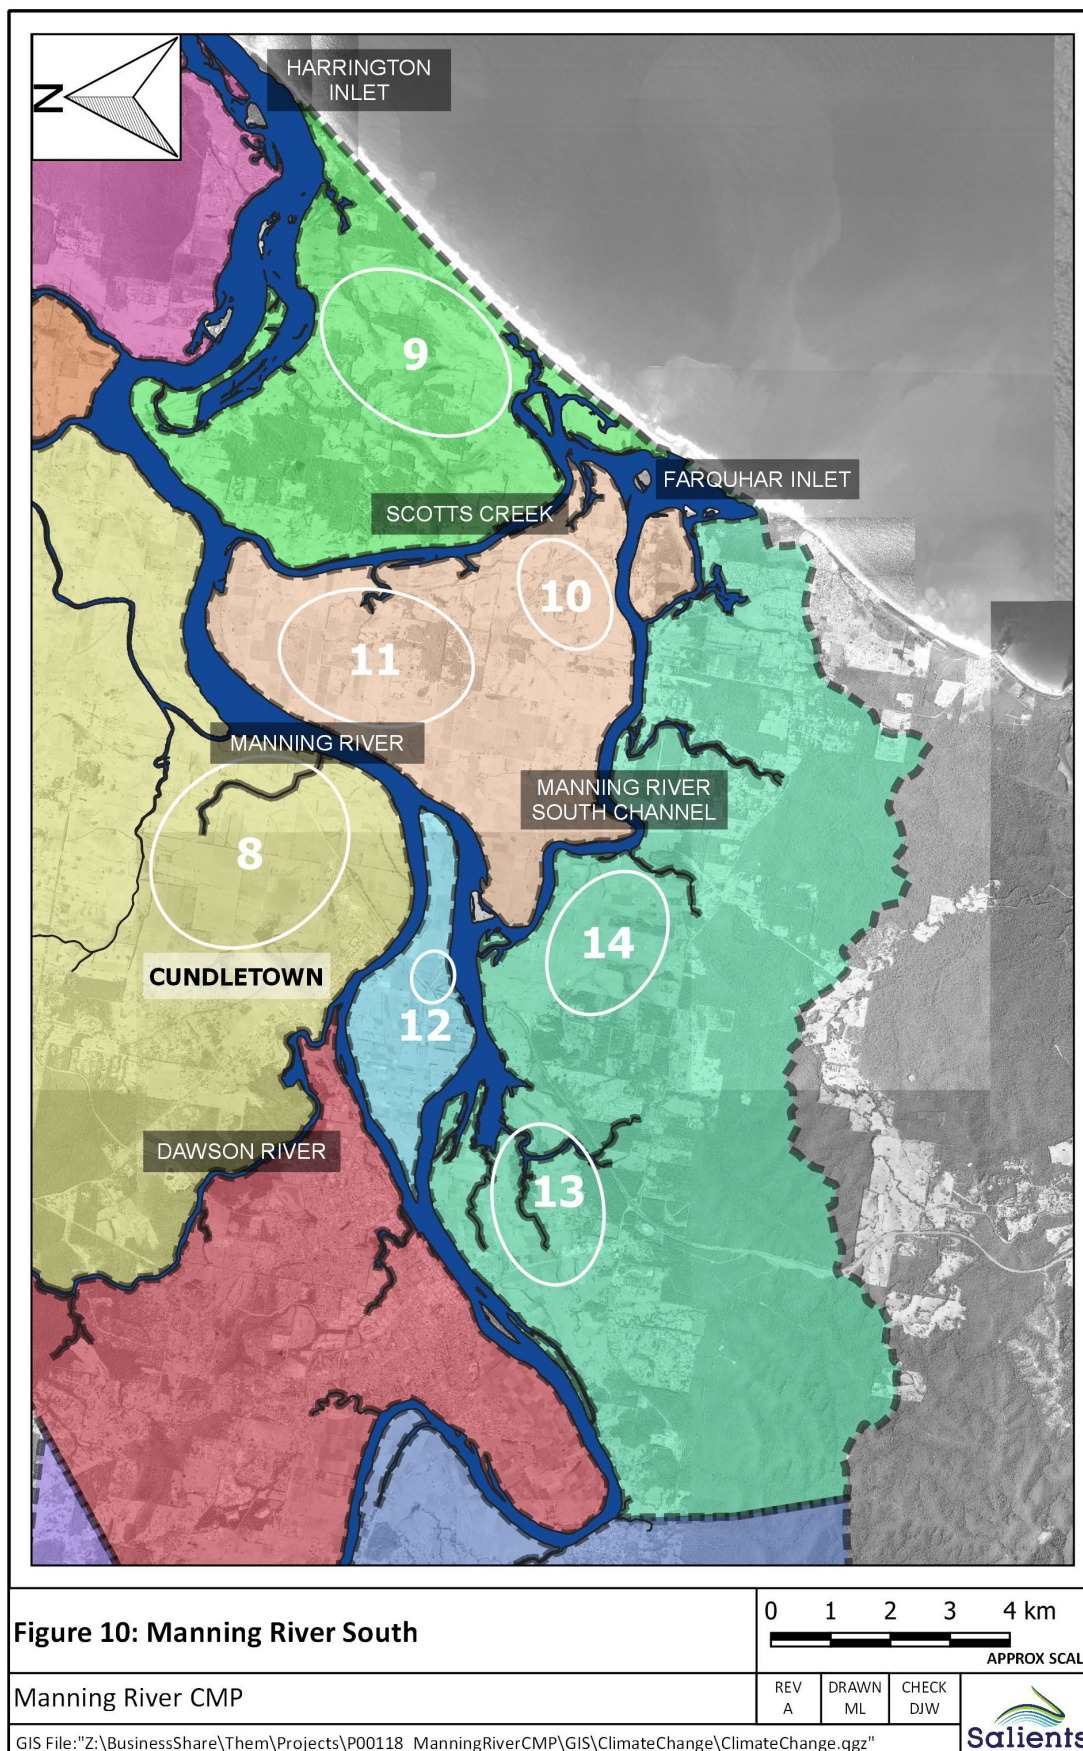 HARRINGTON
INLET
N
9
FARQUHAR INLET
SCOTTS CREEK
10
11
MANNING RIVER
MANNING RIVER
SOUTH CHANNEL
8
14
CUNDLETOWN
12
DAWSON RIVER
13
Figure 10: Manning River South
0 1 2 3 4 km
APPROX SCAL
Manning River CMP
REV
A
DRAWN
ML
CHECK
DJW
Salients
GIS File:"Z:\BusinessShare\Them\Projects\P00118_ManningRiverCMP\GIS\ClimateChange\ClimateChange.qgz"